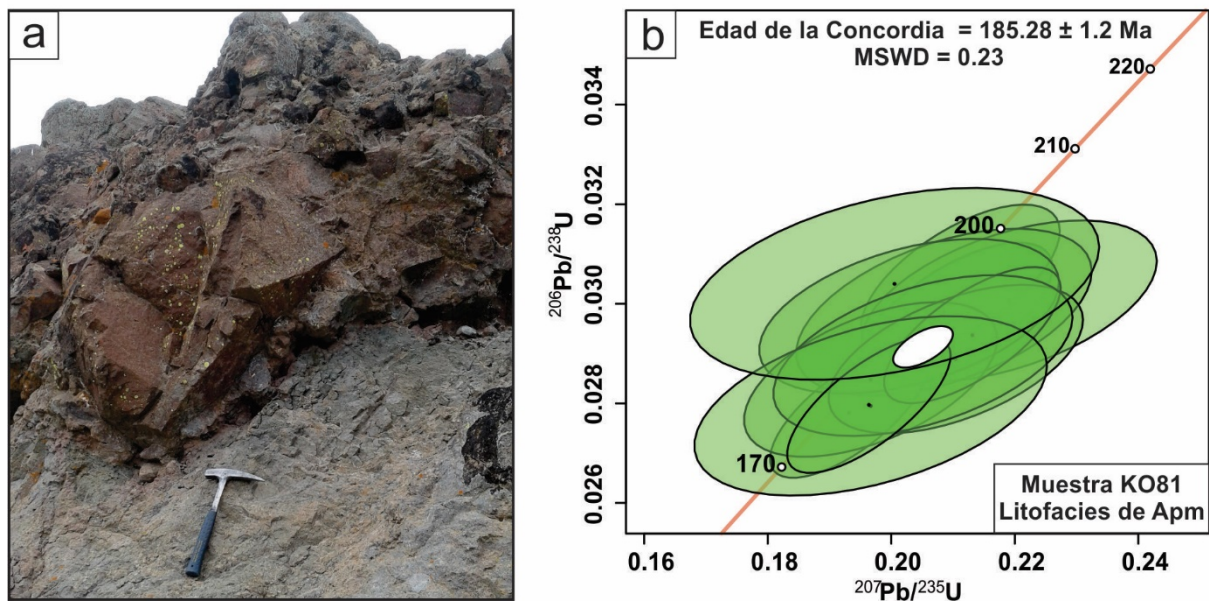 a
b
Edad de la Concordia = 185.28 ± 1.2 Ma
MSWD = 0.23
220
210
200
170
0.034
0.032
0.030
0.028
0.026
²⁰⁶Pb/²³⁸U
Muestra KO81
Litofacies de Apm
0.16 0.18 0.20 0.22 0.24
²⁰⁷Pb/²³⁵U